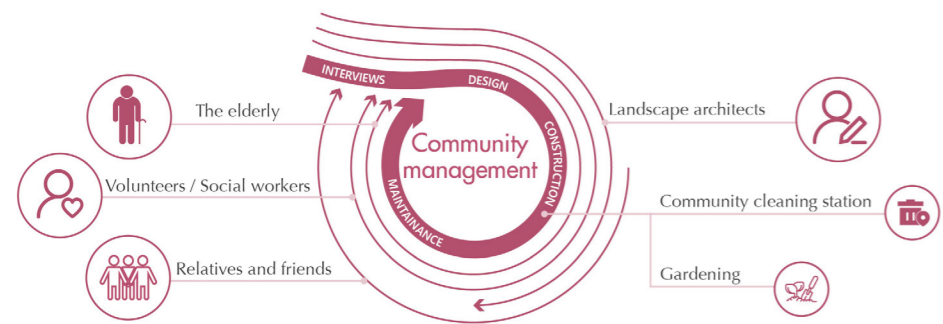 INTERVIEWS
DESIGN
CONSTRUCTION
MAINTAINANCE
Community
management
The elderly
Volunteers / Social workers
Relatives and friends
Landscape architects
Community cleaning station
Gardening